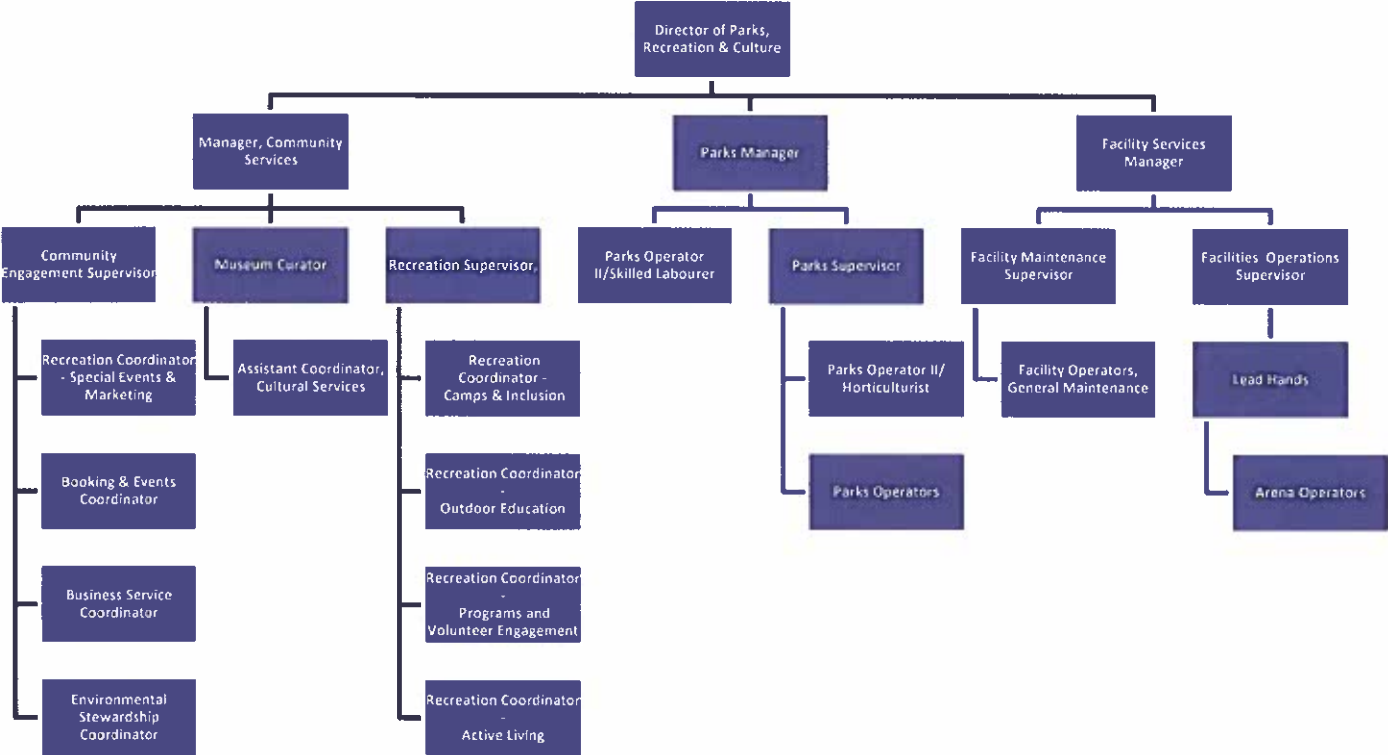 Director of Parks,
Recreation & Culture
Manager, Community
Services
Parks Manager
Facility Services
Manager
Community
Engagement Supervisor
Museum Curator
Recreation Supervisor,
Parks Operator
II/Skilled Labourer
Parks Supervisor
Facility Maintenance
Supervisor
Facilities Operations
Supervisor
Recreation Coordinator
- Special Events &
Marketing
Assistant Coordinator,
Cultural Services
Recreation
Coordinator -
Camps & Inclusion
Parks Operator II/
Horticulturist
Facility Operators,
General Maintenance
Lead Hands
Booking & Events
Coordinator
Recreation Coordinator
-
Outdoor Education
Parks Operators
Arena Operators
Business Service
Coordinator
Recreation Coordinator
-
Programs and
Volunteer Engagement
Environmental
Stewardship
Coordinator
Recreation Coordinator
-
Active Living